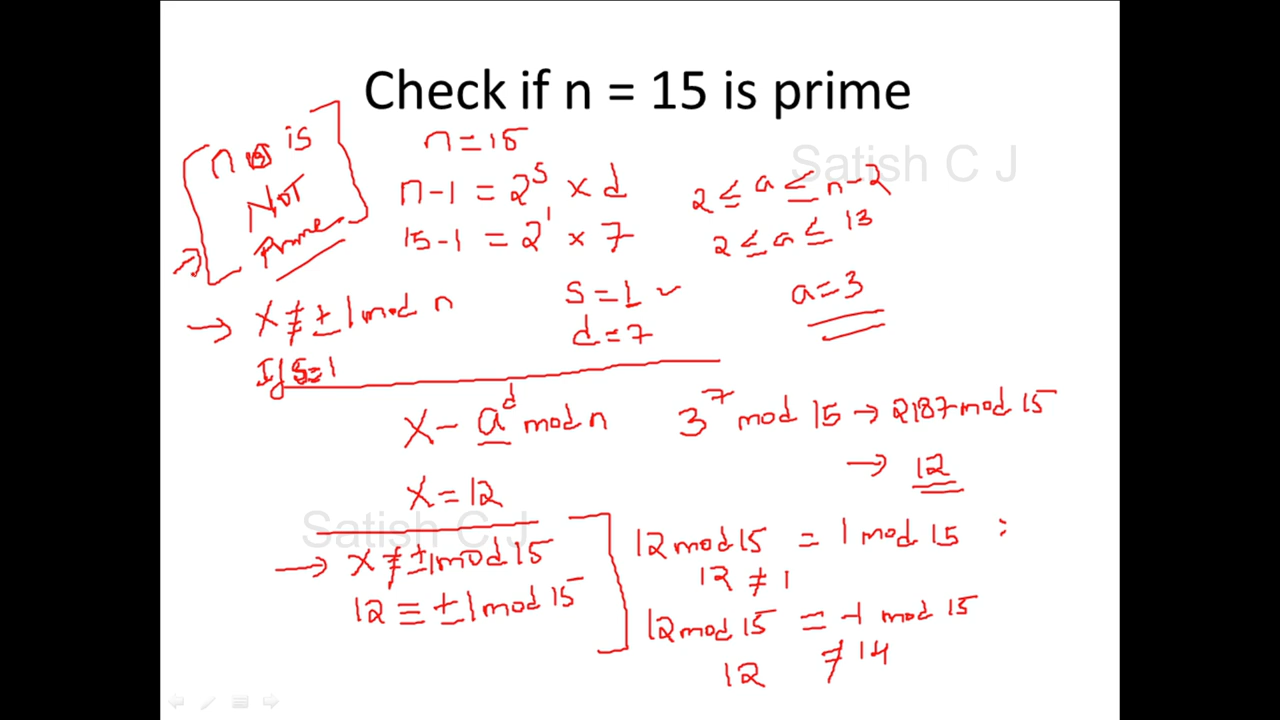 Check if n = 15 is prime
n is
NOT
Prime
n = 15
n-1 = 2^S × d
15-1 = 2^1 × 7
S = 1
d = 7
2 ≤ a ≤ n-2
2 ≤ a ≤ 13
a = 3
Satish C J
→ X ≢ ± 1 mod n
If S=1
X - a^d mod n
3^7 mod 15 → 2187 mod 15
→ 12
X = 12
Satish C J
→ X ≢ ±1 mod 15
12 ≡ ±1 mod 15
12 mod 15 = 1 mod 15 :
12 ≠ 1
12 mod 15 = -1 mod 15
12 ≠ 14